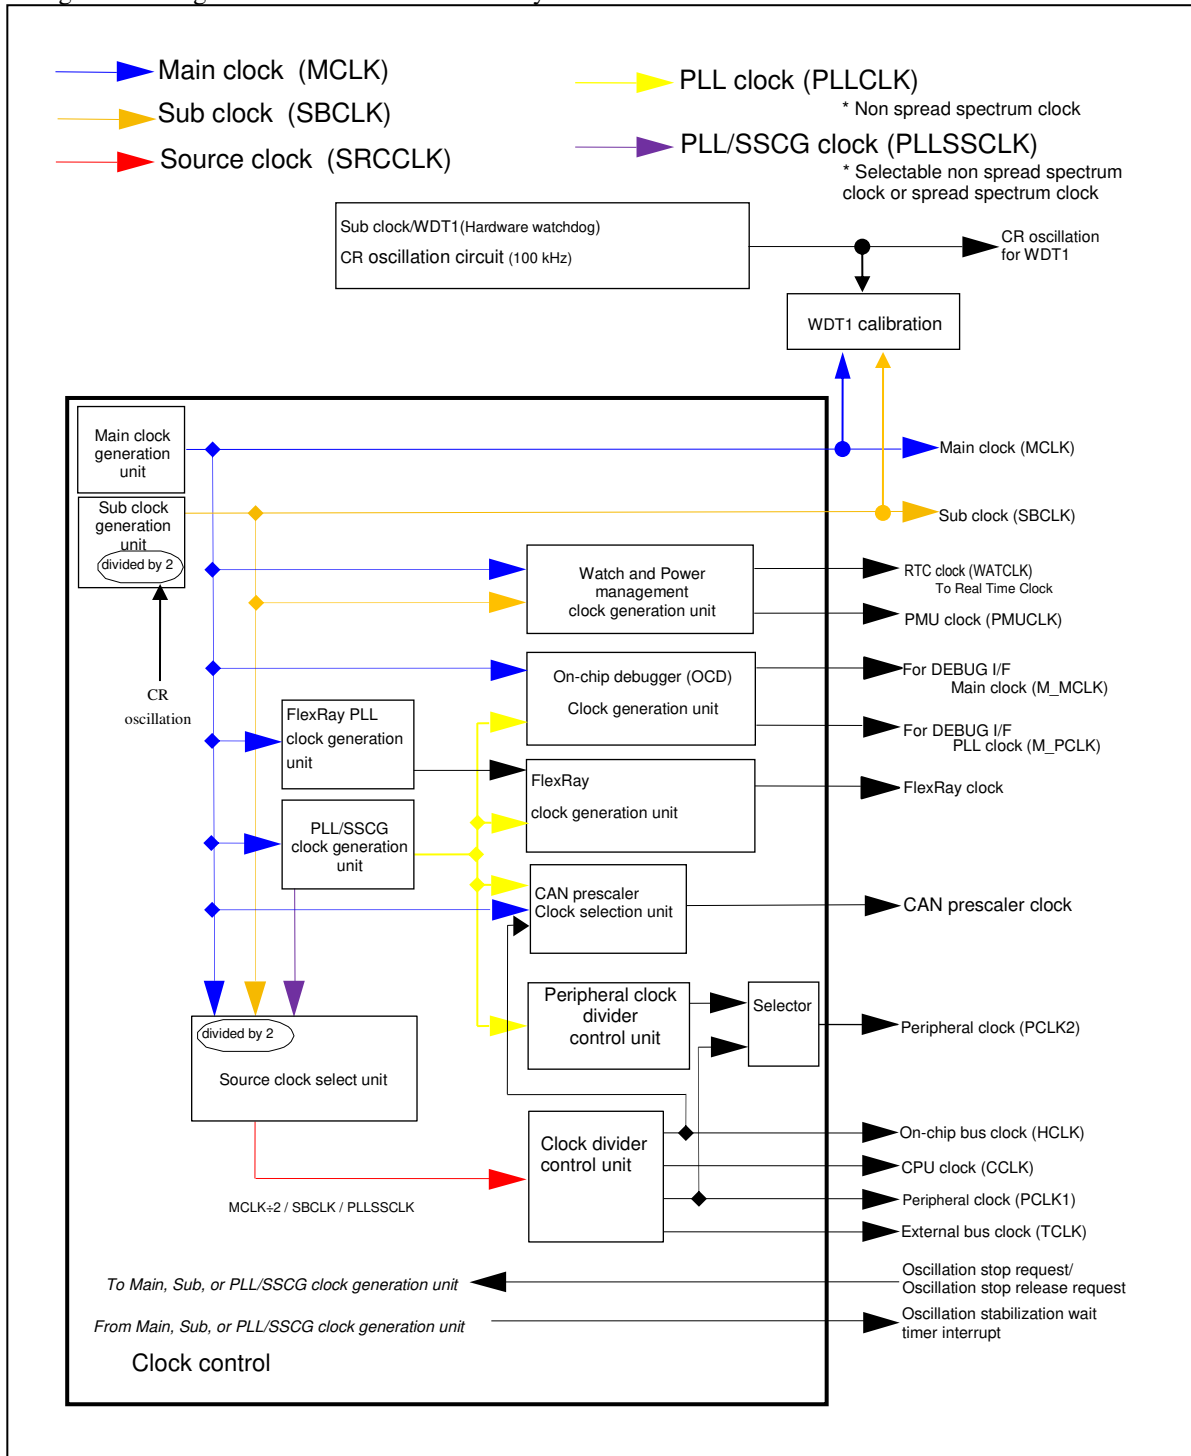 Main clock (MCLK)
Sub clock (SBCLK)
Source clock (SRCCLK)
PLL clock (PLLCLK)
* Non spread spectrum clock
PLL/SSCG clock (PLLSSCLK)
* Selectable non spread spectrum
clock or spread spectrum clock
Sub clock/WDT1(Hardware watchdog)
CR oscillation circuit (100 kHz)
CR oscillation
for WDT1
WDT1 calibration
Main clock
generation
unit
Main clock (MCLK)
Sub clock
generation
unit
divided by 2
Sub clock (SBCLK)
CR
oscillation
Watch and Power
management
clock generation unit
RTC clock (WATCLK)
To Real Time Clock
PMU clock (PMUCLK)
On-chip debugger (OCD)
Clock generation unit
For DEBUG I/F
Main clock (M_MCLK)
For DEBUG I/F
PLL clock (M_PCLK)
FlexRay PLL
clock generation
unit
FlexRay
clock generation unit
FlexRay clock
PLL/SSCG
clock generation
unit
CAN prescaler
Clock selection unit
CAN prescaler clock
Peripheral clock
divider
control unit
Selector
Peripheral clock (PCLK2)
divided by 2
Source clock select unit
Clock divider
control unit
On-chip bus clock (HCLK)
CPU clock (CCLK)
Peripheral clock (PCLK1)
External bus clock (TCLK)
MCLK÷2 / SBCLK / PLLSSCLK
To Main, Sub, or PLL/SSCG clock generation unit
Oscillation stop request/
Oscillation stop release request
From Main, Sub, or PLL/SSCG clock generation unit
Oscillation stabilization wait
timer interrupt
Clock control